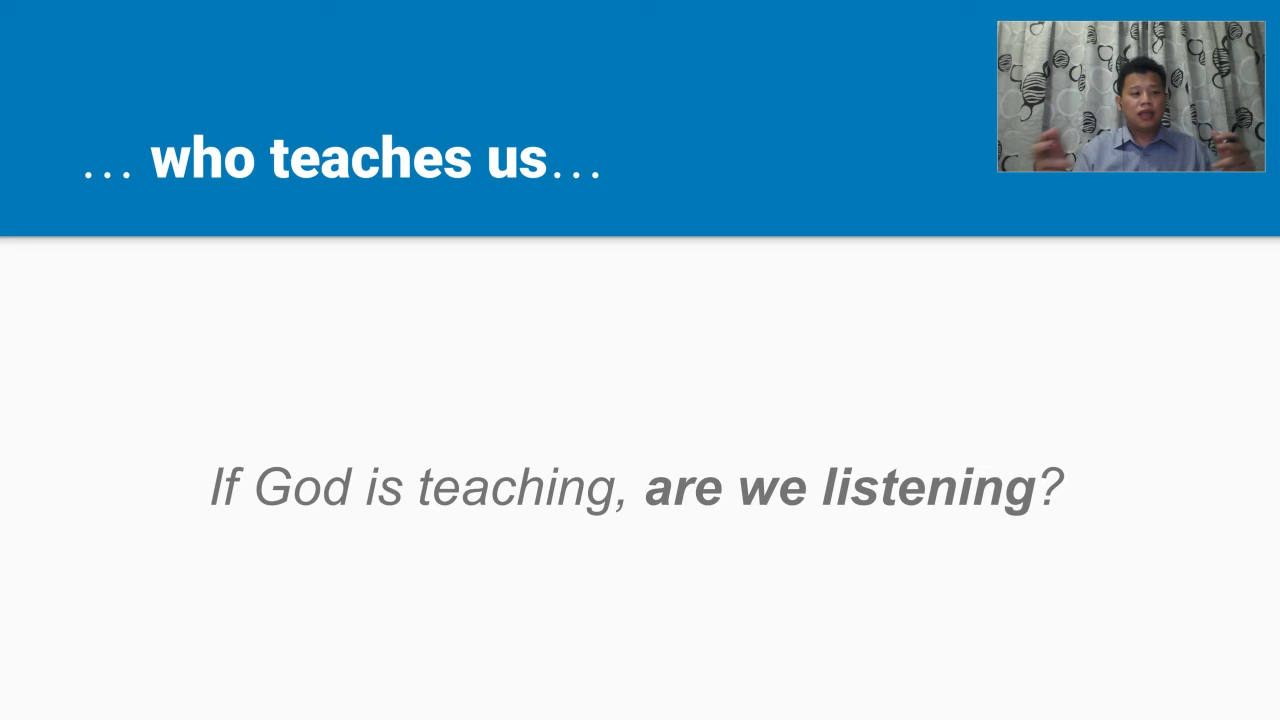 … who teaches us…
If God is teaching, are we listening?